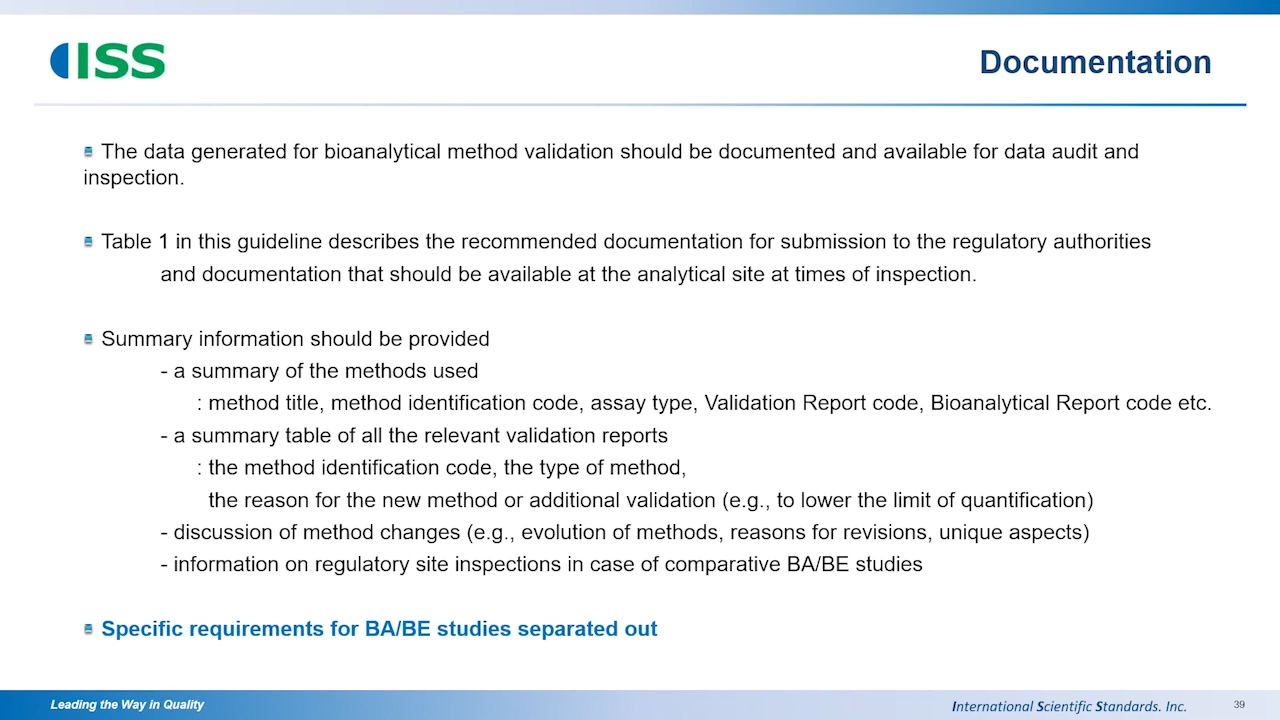 ISS
Documentation
The data generated for bioanalytical method validation should be documented and available for data audit and
inspection.
Table 1 in this guideline describes the recommended documentation for submission to the regulatory authorities
and documentation that should be available at the analytical site at times of inspection.
Summary information should be provided
- a summary of the methods used
: method title, method identification code, assay type, Validation Report code, Bioanalytical Report code etc.
- a summary table of all the relevant validation reports
: the method identification code, the type of method,
the reason for the new method or additional validation (e.g., to lower the limit of quantification)
- discussion of method changes (e.g., evolution of methods, reasons for revisions, unique aspects)
- information on regulatory site inspections in case of comparative BA/BE studies
Specific requirements for BA/BE studies separated out
Leading the Way in Quality
International Scientific Standards. Inc.
39